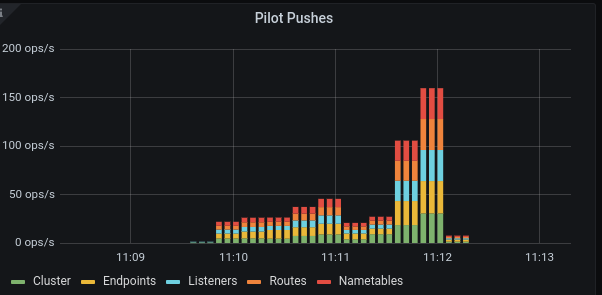 Pilot Pushes
200 ops/s
150 ops/s
100 ops/s
50 ops/s
0 ops/s
11:09 11:10 11:11 11:12 11:13
Cluster Endpoints Listeners Routes Nametables